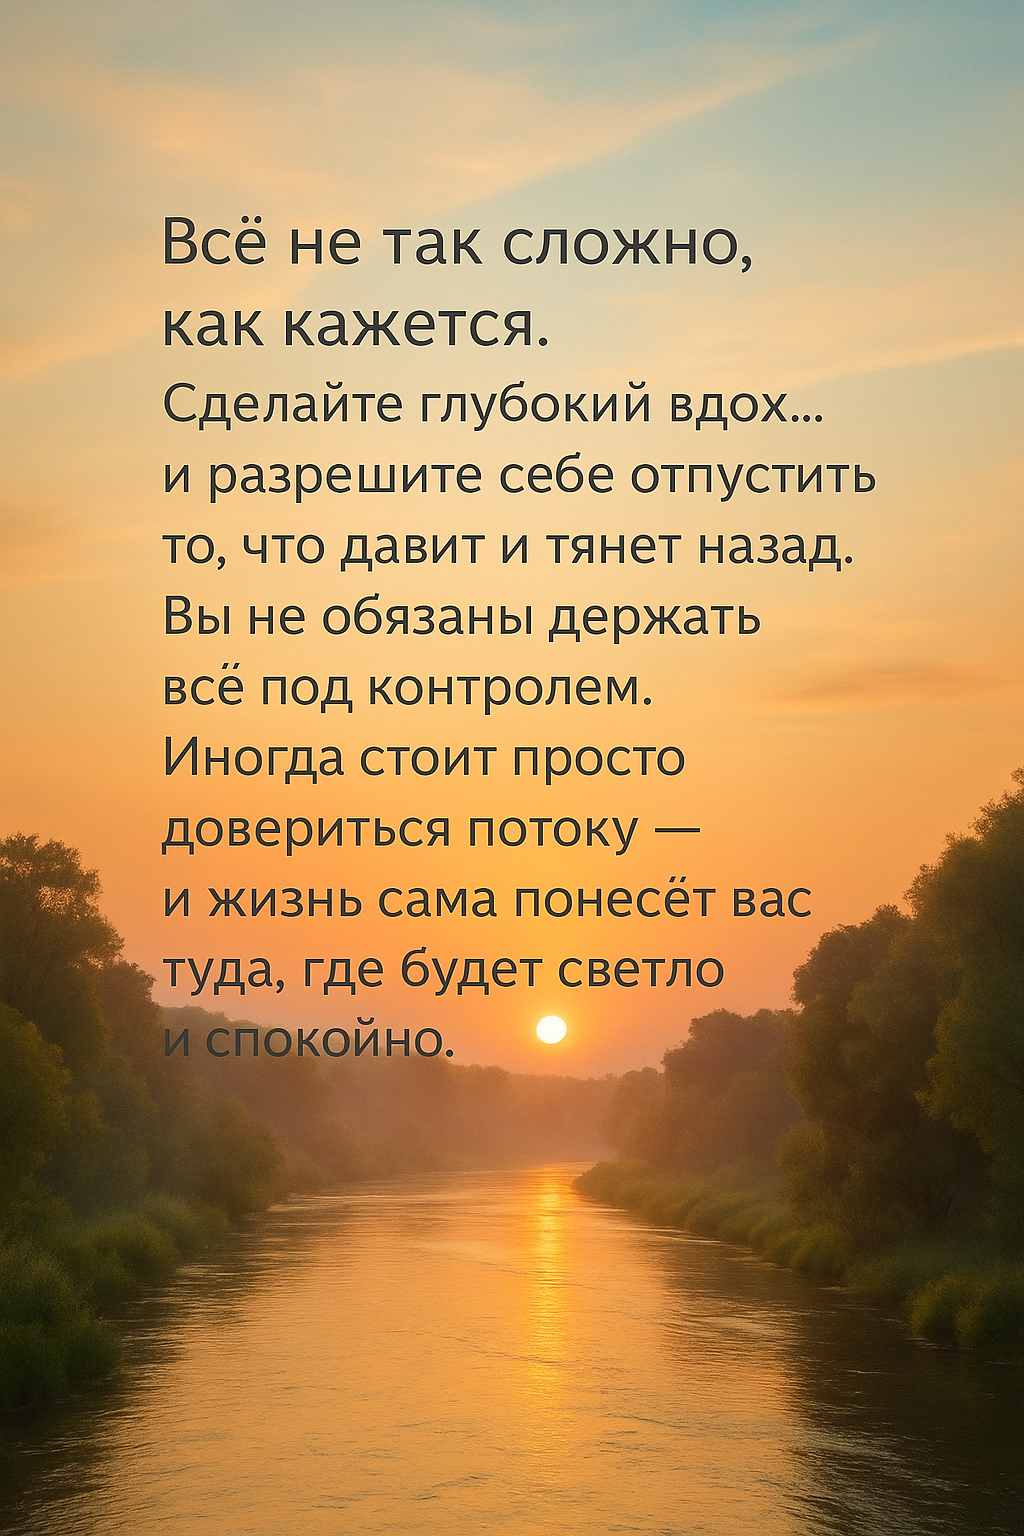 Всё не так сложно,
как кажется.
Сделайте глубокий вдох...
и разрешите себе отпустить
то, что давит и тянет назад.
Вы не обязаны держать
всё под контролем.
Иногда стоит просто
довериться потоку —
и жизнь сама понесёт вас
туда, где будет светло
и спокойно.